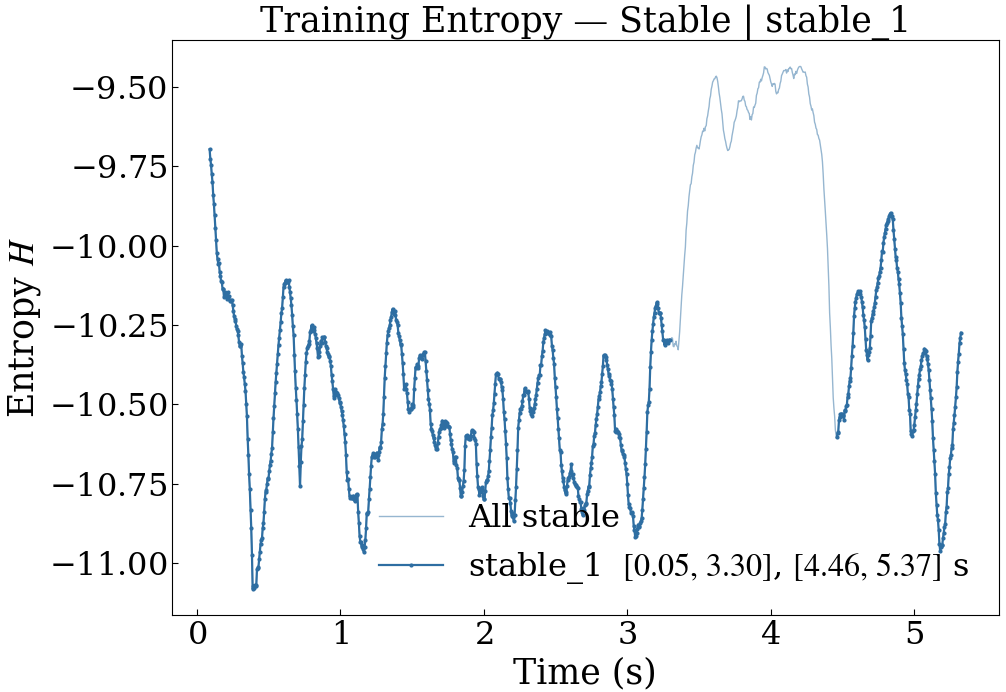 Training Entropy — Stable | stable_1
Entropy H
−9.50
−9.75
−10.00
−10.25
−10.50
−10.75
−11.00
All stable
stable_1 [0.05, 3.30], [4.46, 5.37] s
0 1 2 3 4 5
Time (s)